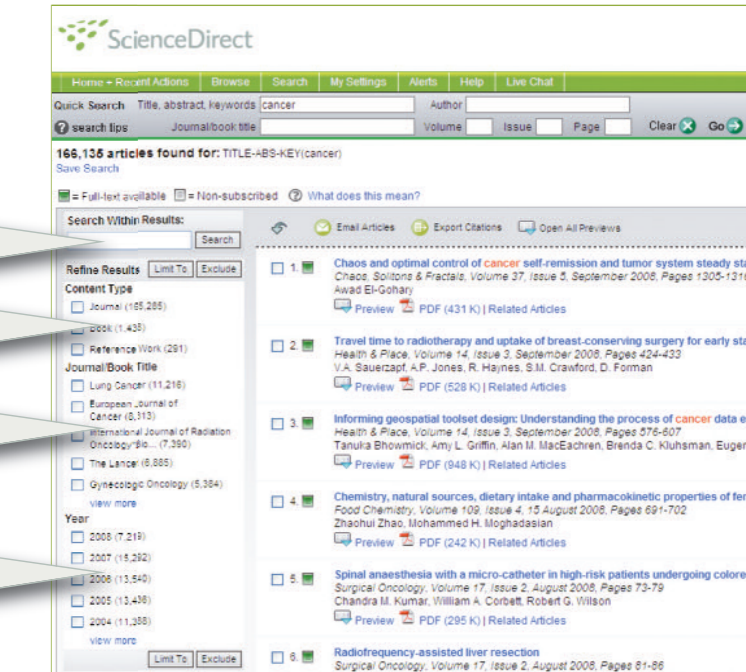 ScienceDirect
Home + Recent Actions Browse Search My Settings Alerts Help Live Chat
Quick Search Title, abstract, keywords cancer Author
search tips Journal/book title Volume Issue Page Clear Go
166,135 articles found for: TITLE-ABS-KEY(cancer)
Save Search
= Full-text available = Non-subscribed What does this mean?
Search Within Results:
Search
Refine Results Limit To Exclude
Content Type
Journal (165,285)
Book (1,435)
Reference Work (291)
Journal/Book Title
Lung Cancer (11,216)
European Journal of
Cancer (8,313)
International Journal of Radiation
Oncology*Bio... (7,390)
The Lancet (6,885)
Gynecologic Oncology (5,384)
view more
Year
2008 (7,219)
2007 (15,292)
2006 (13,540)
2005 (13,436)
2004 (11,388)
view more
Limit To Exclude
Email Articles Export Citations Open All Previews
1. Chaos and optimal control of cancer self-remission and tumor system steady sta
Chaos, Solitons & Fractals, Volume 37, Issue 5, September 2008, Pages 1305-1316
Awad El-Gohary
Preview PDF (431 K) | Related Articles
2. Travel time to radiotherapy and uptake of breast-conserving surgery for early sta
Health & Place, Volume 14, Issue 3, September 2008, Pages 424-433
V.A. Sauerzapf, A.P. Jones, R. Haynes, S.M. Crawford, D. Forman
Preview PDF (528 K) | Related Articles
3. Informing geospatial toolset design: Understanding the process of cancer data e
Health & Place, Volume 14, Issue 3, September 2008, Pages 576-607
Tanuka Bhowmick, Amy L. Griffin, Alan M. MacEachren, Brenda C. Kluhsman, Euger
Preview PDF (948 K) | Related Articles
4. Chemistry, natural sources, dietary intake and pharmacokinetic properties of fer
Food Chemistry, Volume 109, Issue 4, 15 August 2008, Pages 691-702
Zhaohui Zhao, Mohammed H. Moghadasian
Preview PDF (242 K) | Related Articles
5. Spinal anaesthesia with a micro-catheter in high-risk patients undergoing colore
Surgical Oncology, Volume 17, Issue 2, August 2008, Pages 73-79
Chandra M. Kumar, William A. Corbett, Robert G. Wilson
Preview PDF (295 K) | Related Articles
6. Radiofrequency-assisted liver resection
Surgical Oncology, Volume 17, Issue 2, August 2008, Pages 81-86